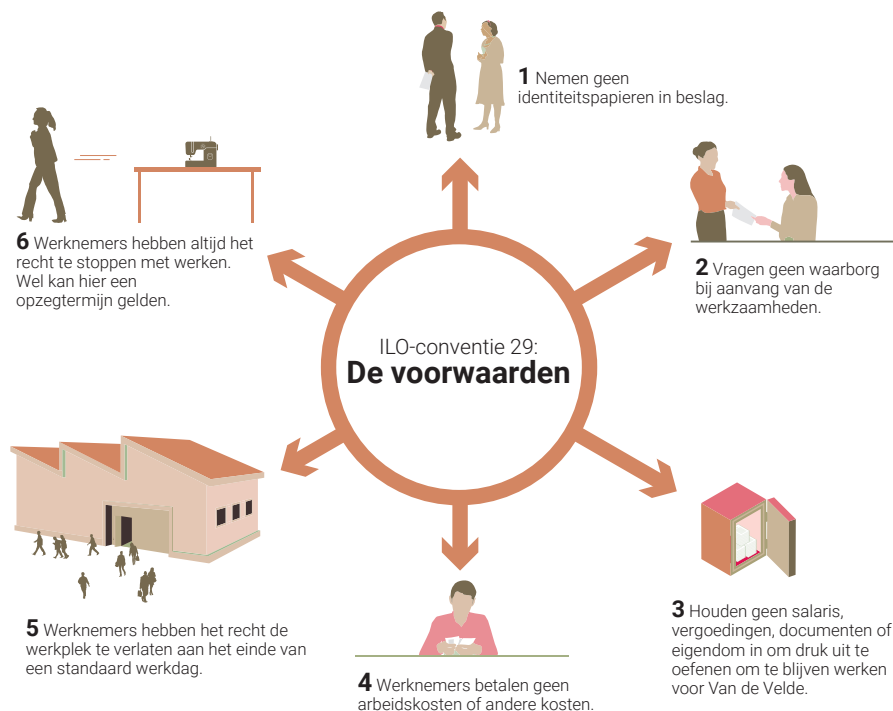 ILO-conventie 29:
De voorwaarden
1 Nemen geen
identiteitspapieren in beslag.
2 Vragen geen waarborg
bij aanvang van de
werkzaamheden.
3 Houden geen salaris,
vergoedingen, documenten of
eigendom in om druk uit te
oefenen om te blijven werken
voor Van de Velde.
4 Werknemers betalen geen
arbeidskosten of andere kosten.
5 Werknemers hebben het recht de
werkplek te verlaten aan het einde van
een standaard werkdag.
6 Werknemers hebben altijd het
recht te stoppen met werken.
Wel kan hier een
opzegtermijn gelden.